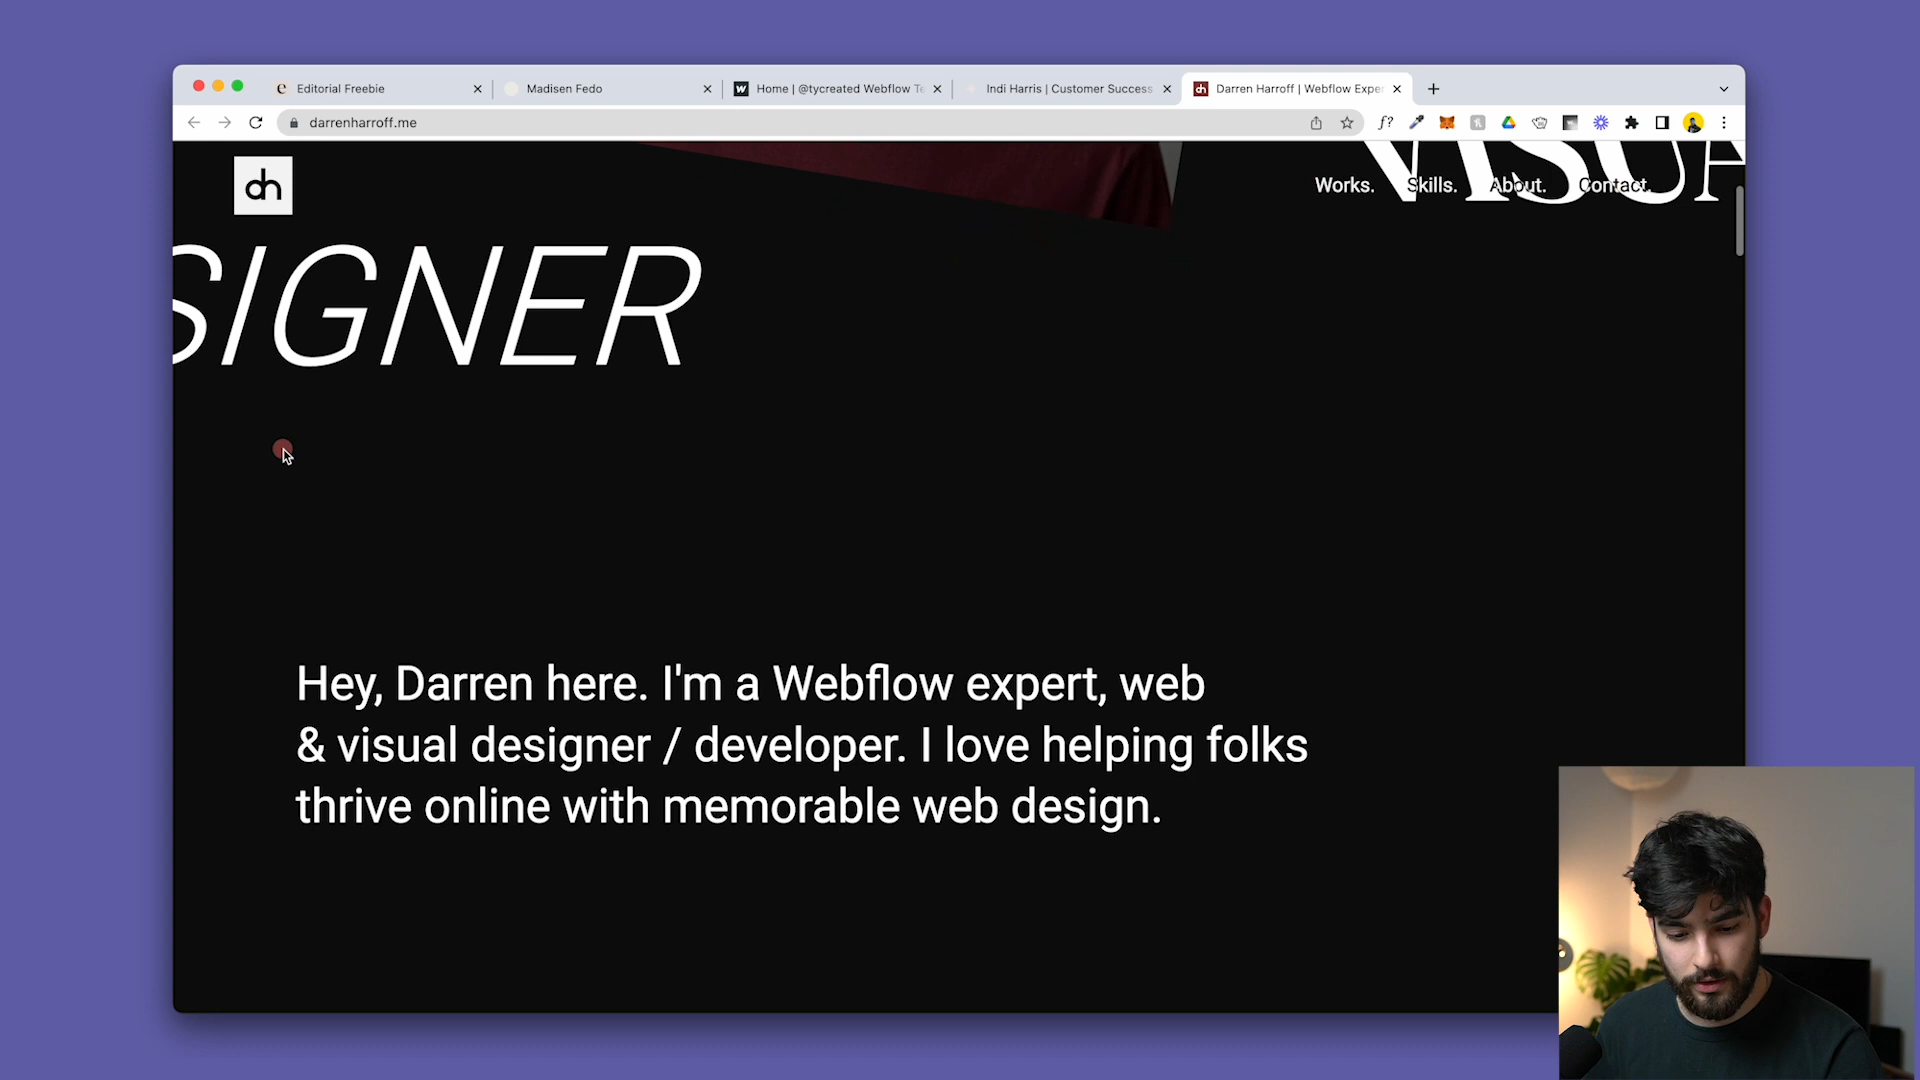 Editorial Freebie
Madisen Fedo
Home | @tycreated Webflow Te
Indi Harris | Customer Success
Darren Harroff | Webflow Exper
darrenharroff.me
f?
dh
VISUA
Works.
Skills.
About.
Contact.
SIGNER
Hey, Darren here. I'm a Webflow expert, web
& visual designer / developer. I love helping folks
thrive online with memorable web design.